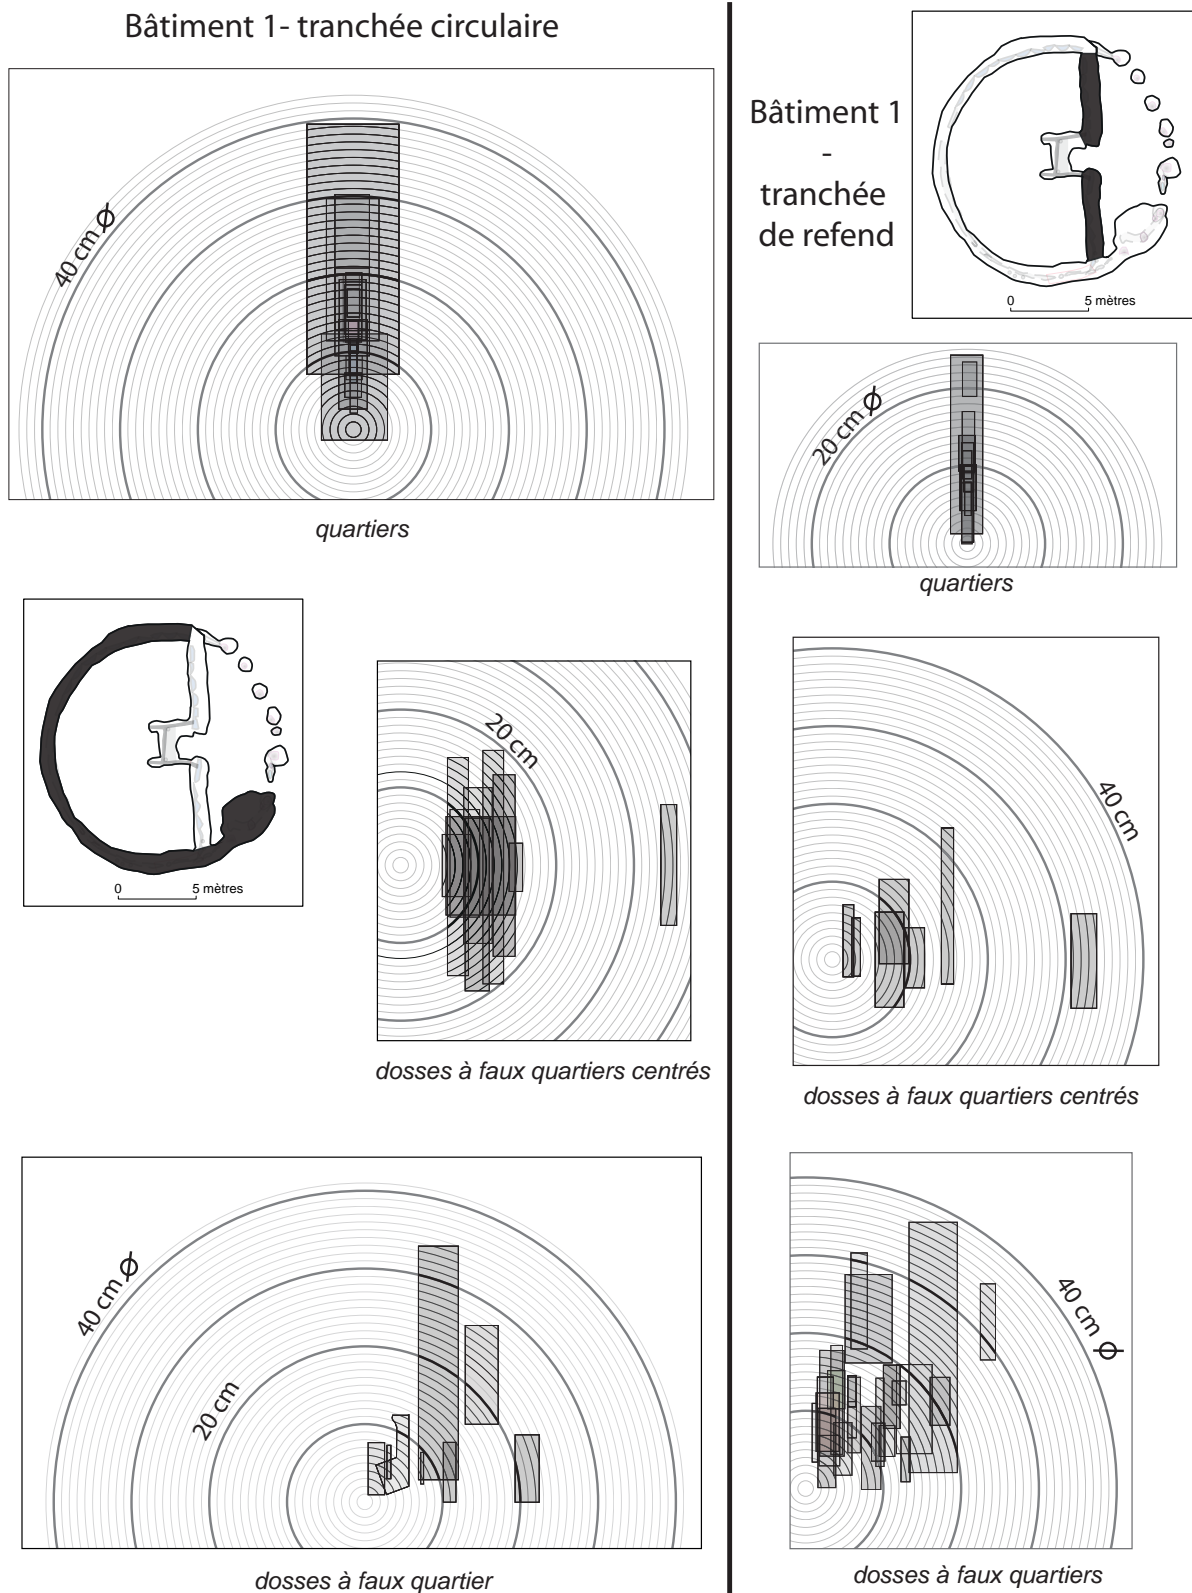 Bâtiment 1- tranchée circulaire
40 cm Ø
quartiers
0 5 mètres
20 cm
dosses à faux quartiers centrés
40 cm Ø
20 cm
dosses à faux quartier
Bâtiment 1
-
tranchée
de refend
0 5 mètres
20 cm Ø
quartiers
40 cm
dosses à faux quartiers centrés
40 cm Ø
dosses à faux quartiers